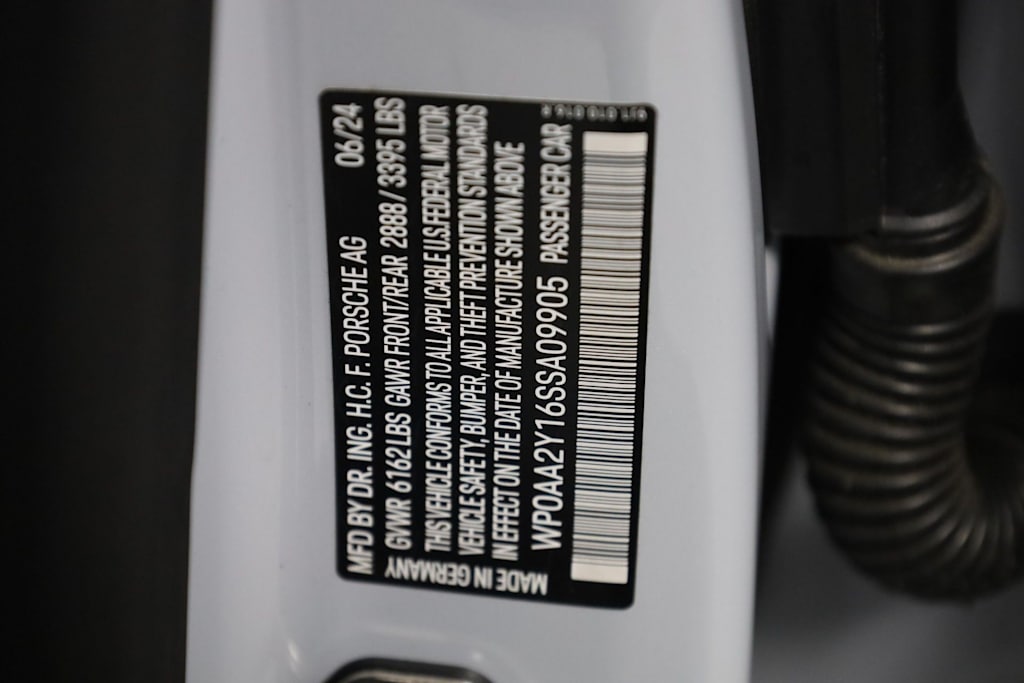 MFD BY DR. ING. H.C. F. PORSCHE AG 06/24
GVWR 6162 LBS GAWR FRONT/REAR 2888 / 3395 LBS
THIS VEHICLE CONFORMS TO ALL APPLICABLE U.S.FEDERAL MOTOR
VEHICLE SAFETY, BUMPER, AND THEFT PREVENTION STANDARDS
IN EFFECT ON THE DATE OF MANUFACTURE SHOWN ABOVE
WP0AA2Y16SSA09905 PASSENGER CAR
MADE IN GERMANY